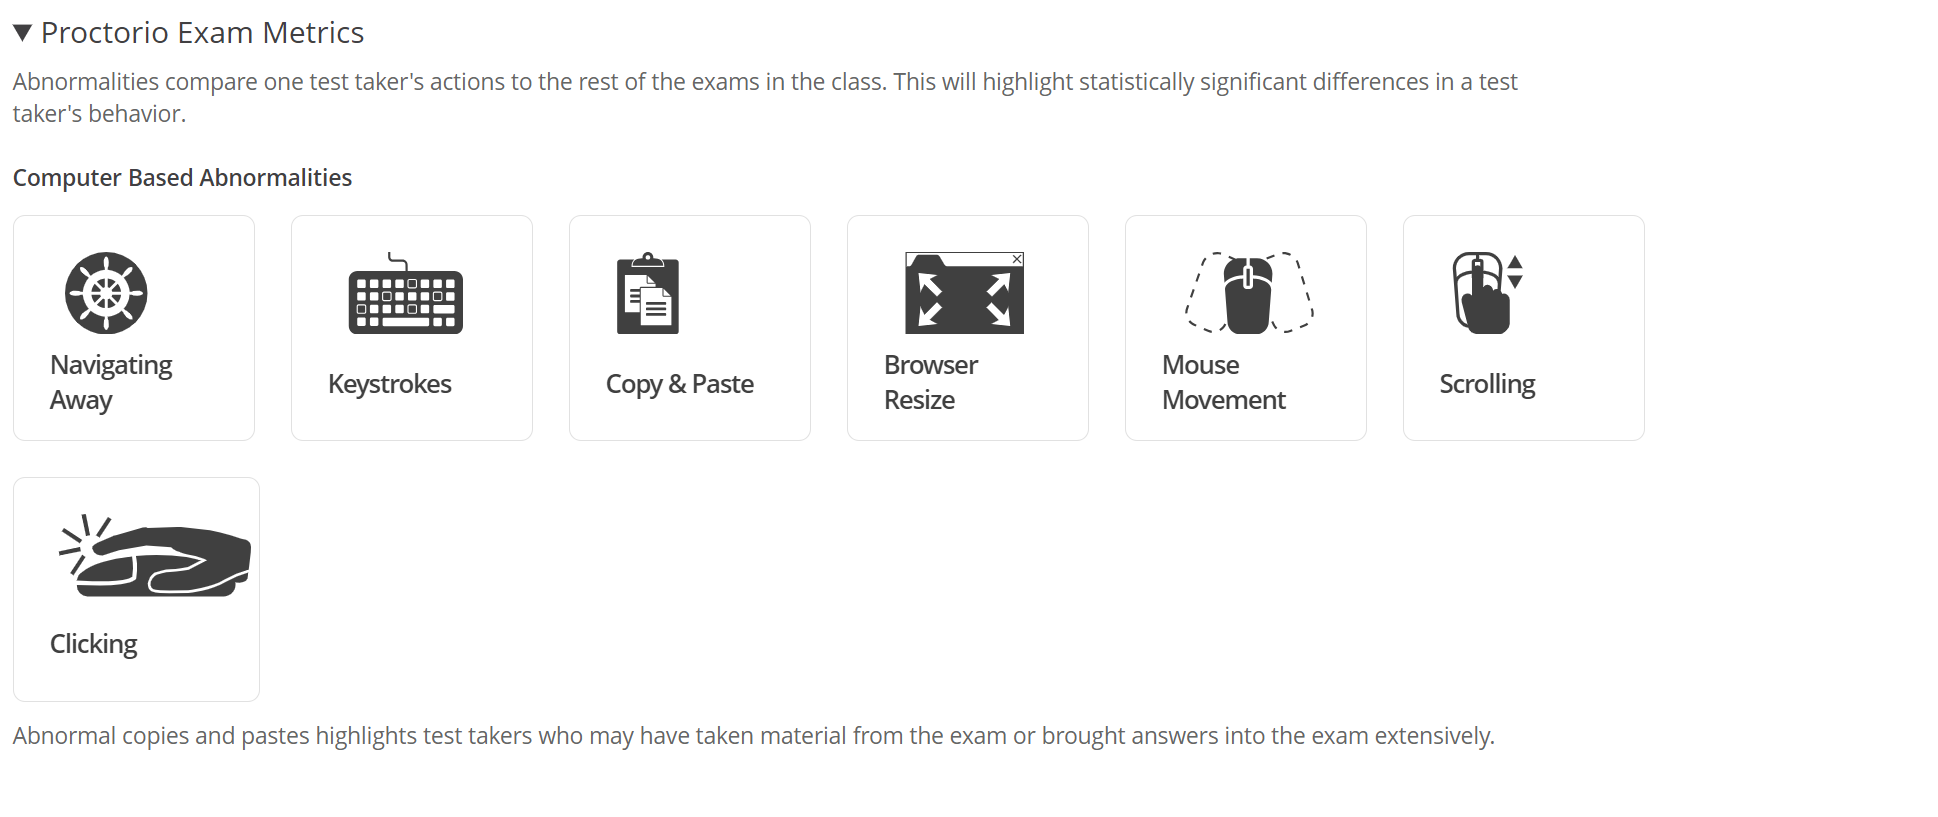 Proctorio Exam Metrics
Abnormalities compare one test taker's actions to the rest of the exams in the class. This will highlight statistically significant differences in a test
taker's behavior.
Computer Based Abnormalities
Navigating
Away
Keystrokes
Copy & Paste
Browser
Resize
Mouse
Movement
Scrolling
Clicking
Abnormal copies and pastes highlights test takers who may have taken material from the exam or brought answers into the exam extensively.